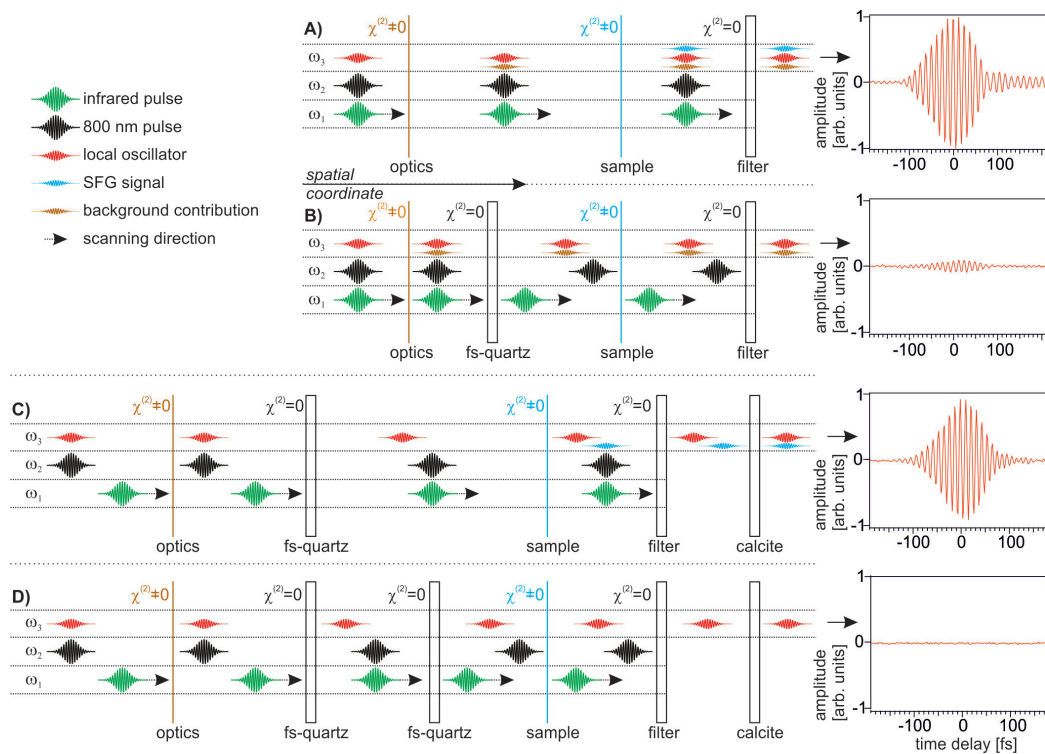 infrared pulse
800 nm pulse
local oscillator
SFG signal
background contribution
scanning direction
A)
χ⁽²⁾≠0
χ⁽²⁾≠0
χ⁽²⁾=0
ω₃
ω₂
ω₁
optics
sample
filter
amplitude
[arb. units]
1
0
-1
-100 0 100
spatial
coordinate
B)
χ⁽²⁾≠0
χ⁽²⁾=0
χ⁽²⁾≠0
χ⁽²⁾=0
ω₃
ω₂
ω₁
optics
fs-quartz
sample
filter
amplitude
[arb. units]
1
0
-1
-100 0 100
C)
χ⁽²⁾≠0
χ⁽²⁾=0
χ⁽²⁾≠0
χ⁽²⁾=0
ω₃
ω₂
ω₁
optics
fs-quartz
sample
filter
calcite
amplitude
[arb. units]
1
0
-1
-100 0 100
D)
χ⁽²⁾≠0
χ⁽²⁾=0
χ⁽²⁾=0
χ⁽²⁾≠0
χ⁽²⁾=0
ω₃
ω₂
ω₁
optics
fs-quartz
fs-quartz
sample
filter
calcite
amplitude
[arb. units]
1
0
-1
-100 0 100
time delay [fs]